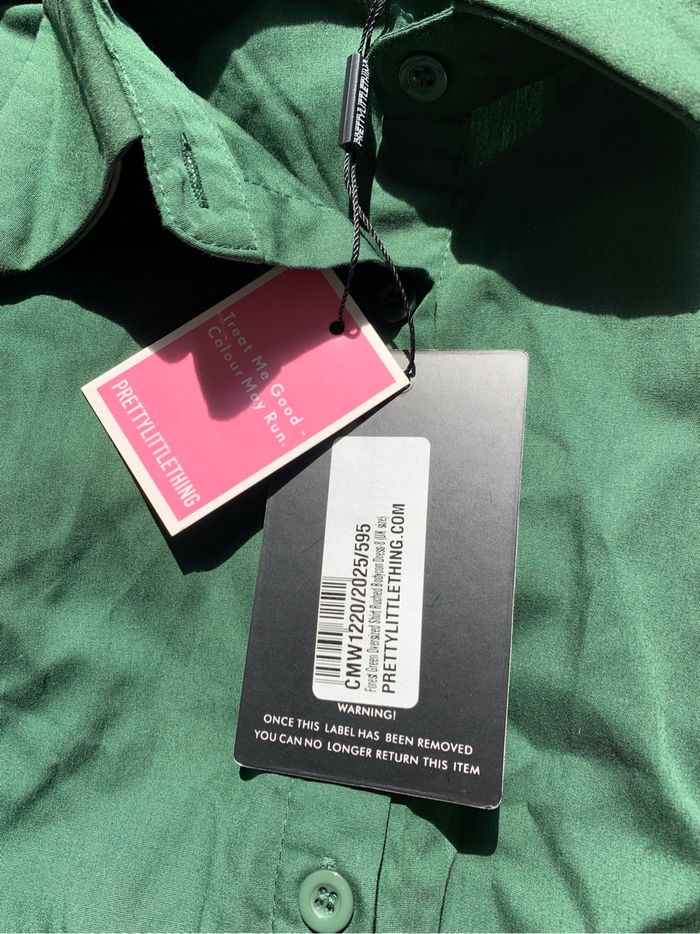 PRETTYLITTLETHING
Treat Me Good -
Colour May Run.
PRETTYLITTLETHING
CMW1220/2025/595
Forest Green Oversized Shirt Ruched Bodycon Dress-8 (UK size)
PRETTYLITTLETHING.COM
WARNING!
ONCE THIS LABEL HAS BEEN REMOVED
YOU CAN NO LONGER RETURN THIS ITEM